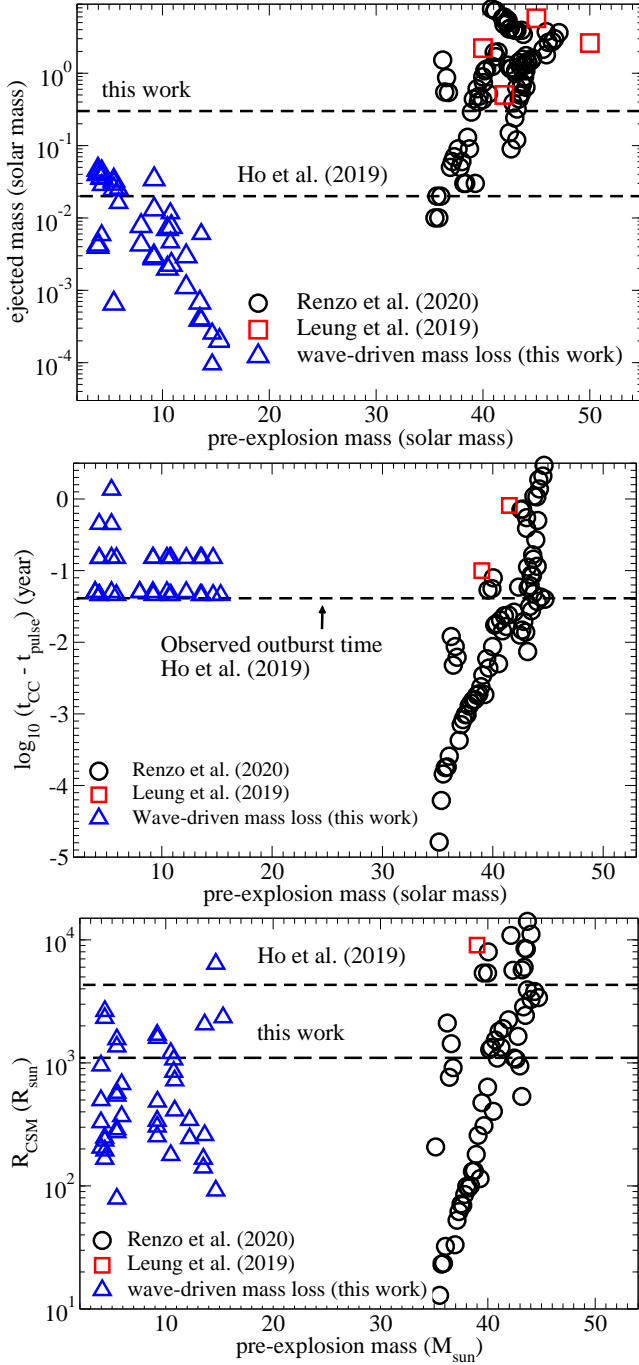 ejected mass (solar mass)
10^0
10^-1
10^-2
10^-3
10^-4
this work
Ho et al. (2019)
Renzo et al. (2020)
Leung et al. (2019)
wave-driven mass loss (this work)
10 20 30 40 50
pre-explosion mass (solar mass)
log10 (t_CC - t_pulse) (year)
0
-1
-2
-3
-4
-5
Observed outburst time
Ho et al. (2019)
Renzo et al. (2020)
Leung et al. (2019)
Wave-driven mass loss (this work)
10 20 30 40 50
pre-explosion mass (solar mass)
R_CSM (R_sun)
10^4
10^3
10^2
10^1
Ho et al. (2019)
this work
Renzo et al. (2020)
Leung et al. (2019)
wave-driven mass loss (this work)
10 20 30 40 50
pre-explosion mass (M_sun)